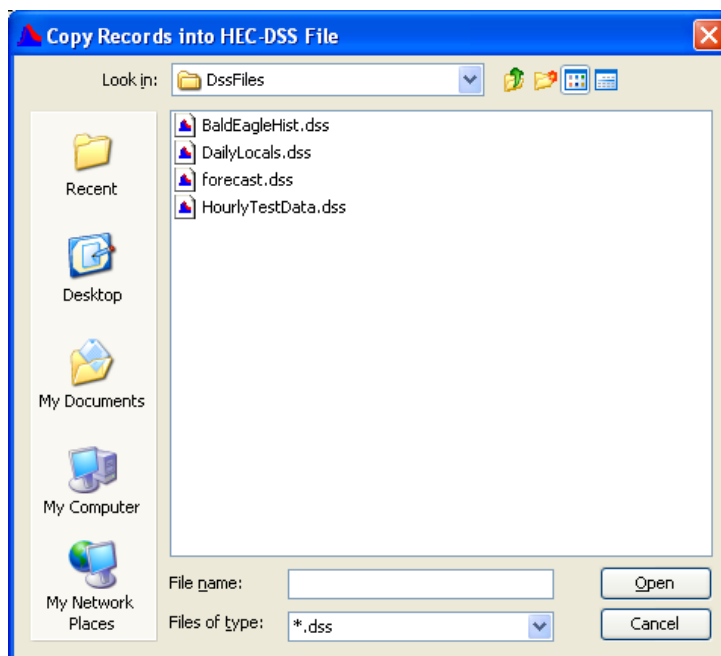 Copy Records into HEC-DSS File
Look in: DssFiles
BaldEagleHist.dss
DailyLocals.dss
forecast.dss
HourlyTestData.dss
Recent
Desktop
My Documents
My Computer
My Network
Places
File name:
Open
Files of type: *.dss
Cancel